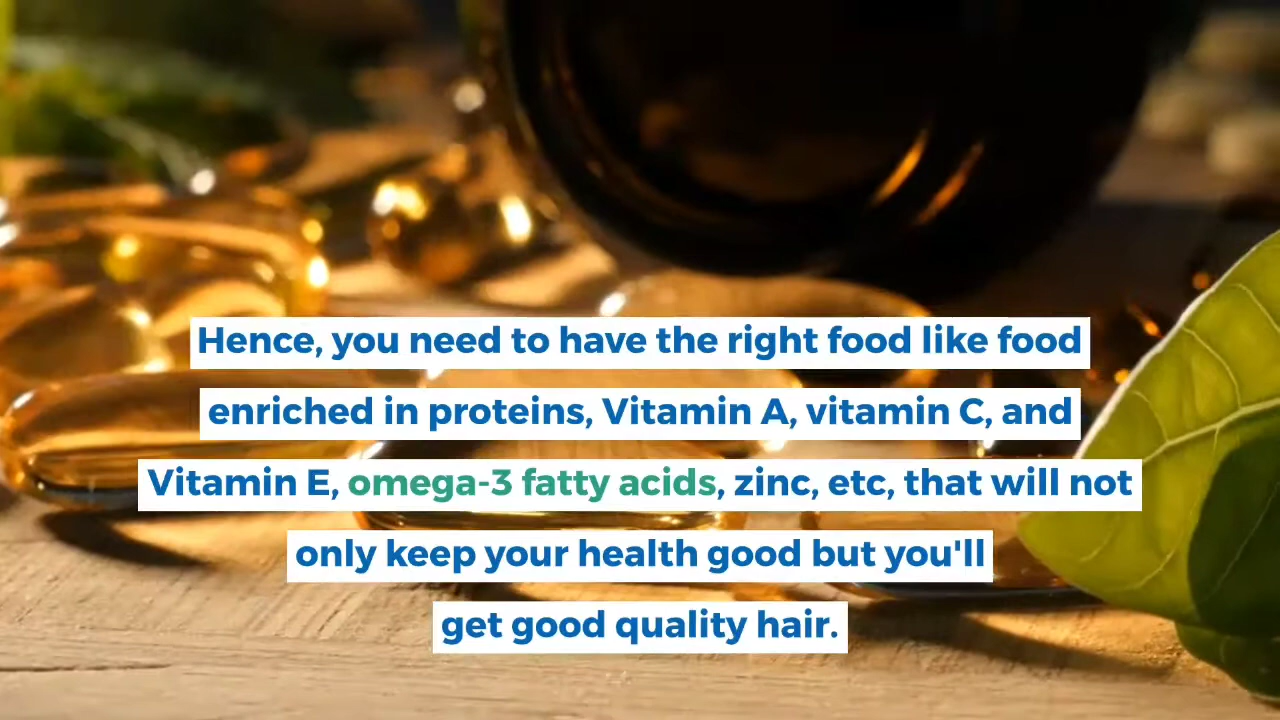 Hence, you need to have the right food like food
enriched in proteins, Vitamin A, vitamin C, and
Vitamin E, omega-3 fatty acids, zinc, etc, that will not
only keep your health good but you'll
get good quality hair.